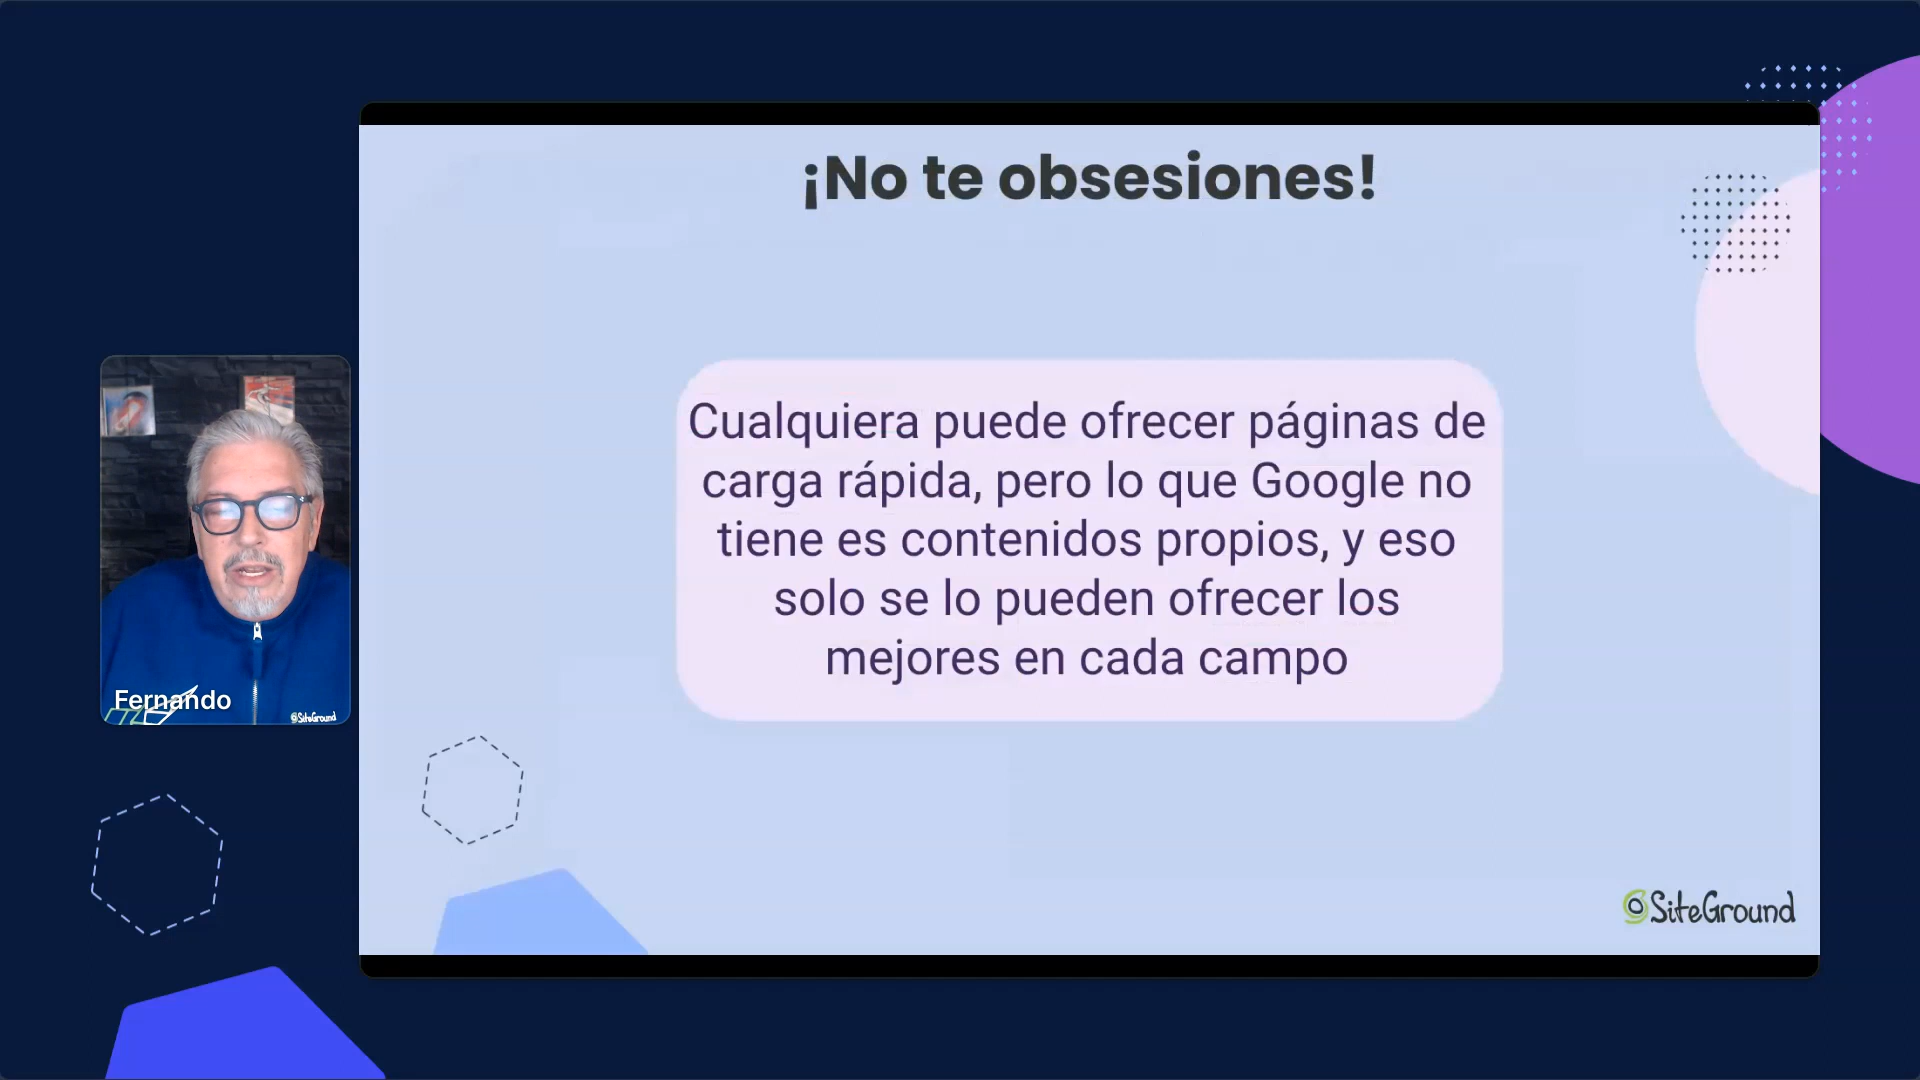 ¡No te obsesiones!
Cualquiera puede ofrecer páginas de
carga rápida, pero lo que Google no
tiene es contenidos propios, y eso
solo se lo pueden ofrecer los
mejores en cada campo
Fernando
SiteGround
SiteGround